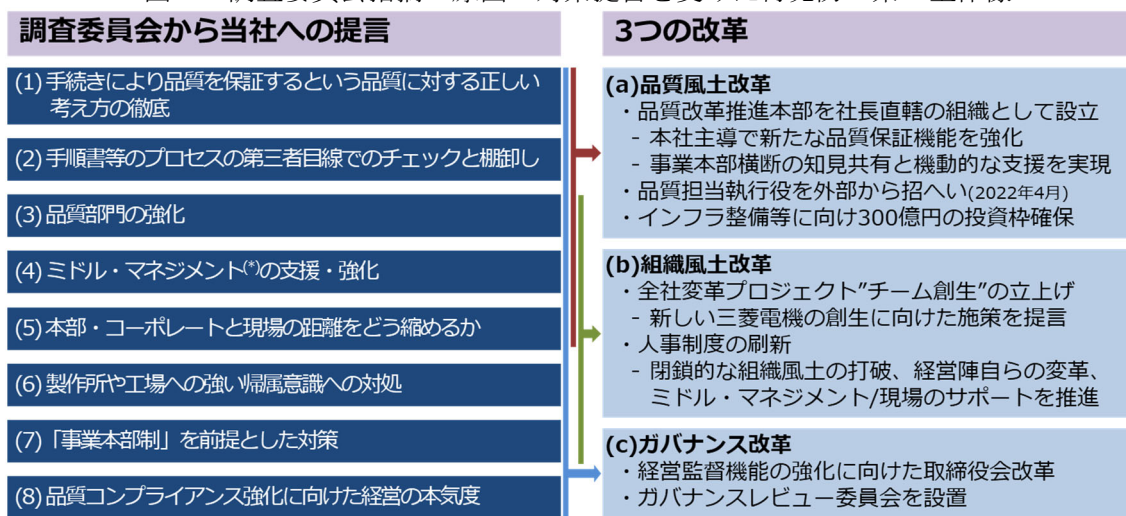 調査委員会から当社への提言
(1)手続きにより品質を保証するという品質に対する正しい
考え方の徹底
(2)手順書等のプロセスの第三者目線でのチェックと棚卸し
(3)品質部門の強化
(4)ミドル・マネジメント(*)の支援・強化
(5)本部・コーポレートと現場の距離をどう縮めるか
(6)製作所や工場への強い帰属意識への対処
(7)「事業本部制」を前提とした対策
(8)品質コンプライアンス強化に向けた経営の本気度
3つの改革
(a)品質風土改革
・品質改革推進本部を社長直轄の組織として設立
- 本社主導で新たな品質保証機能を強化
- 事業本部横断の知見共有と機動的な支援を実現
・品質担当執行役を外部から招へい(2022年4月)
・インフラ整備等に向け300億円の投資枠確保
(b)組織風土改革
・全社変革プロジェクト”チーム創生”の立上げ
- 新しい三菱電機の創生に向けた施策を提言
・人事制度の刷新
- 閉鎖的な組織風土の打破、経営陣自らの変革、
ミドル・マネジメント/現場のサポートを推進
(c)ガバナンス改革
・経営監督機能の強化に向けた取締役会改革
・ガバナンスレビュー委員会を設置